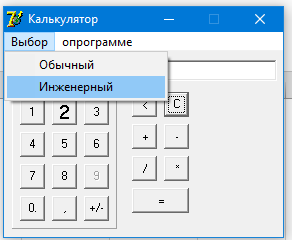 Калькулятор
Выбор опрограмме
Обычный
Инженерный
1 2 3 < C
4 5 6 + -
7 8 9 / *
0. , +/- =